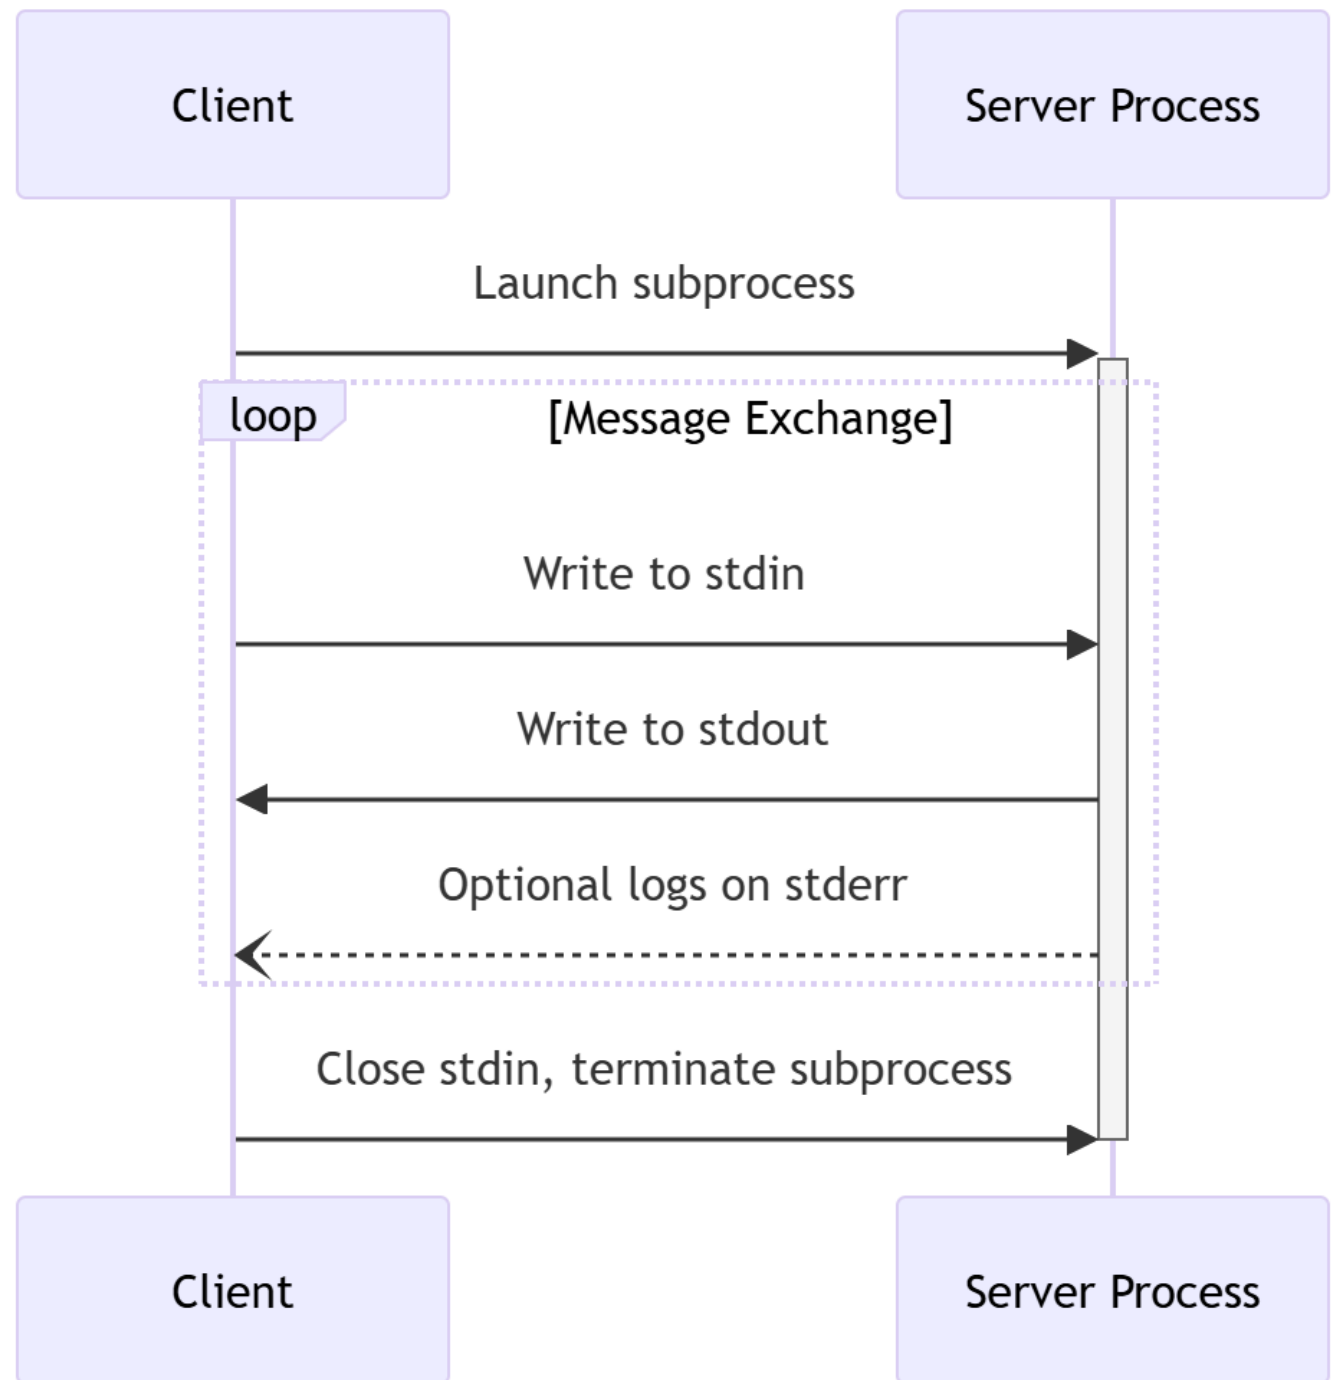 Client
Server Process
Launch subprocess
loop
[Message Exchange]
Write to stdin
Write to stdout
Optional logs on stderr
Close stdin, terminate subprocess
Client
Server Process